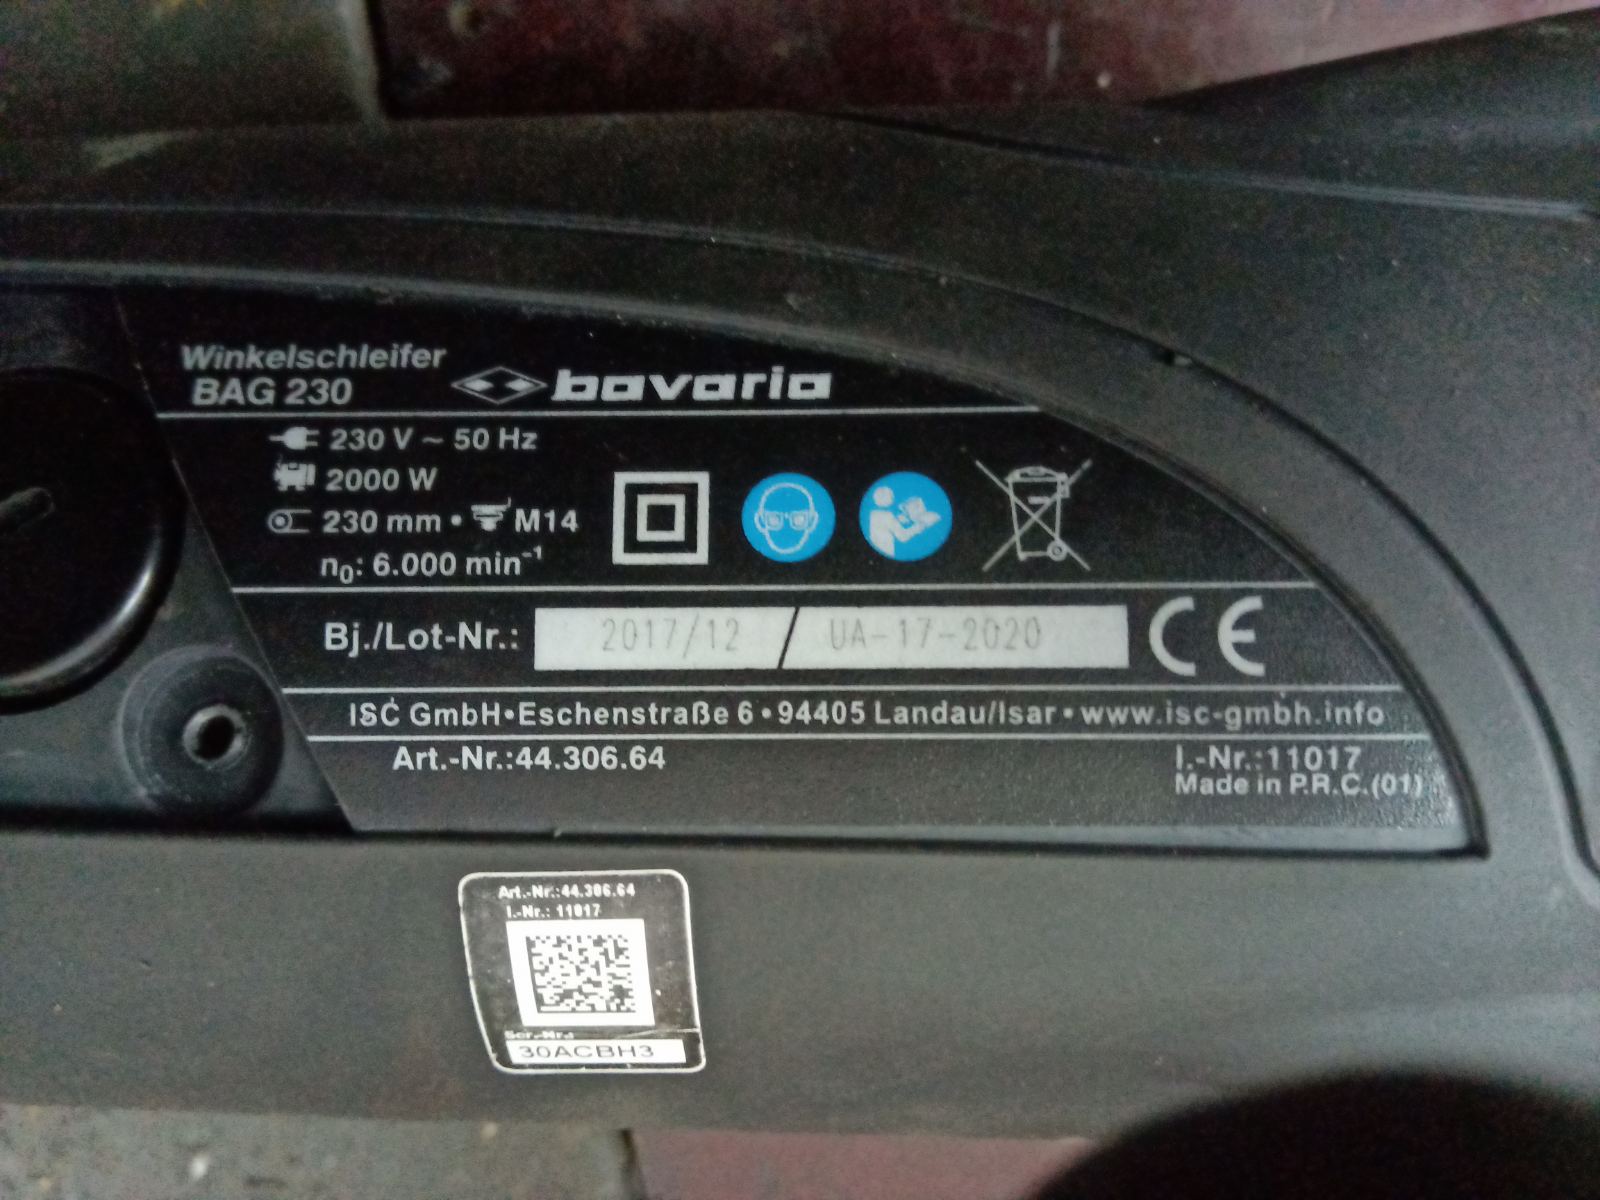 Winkelschleifer
BAG 230 bavaria
230 V ~ 50 Hz
2000 W
230 mm • M14
n₀: 6.000 min⁻¹
Bj./Lot-Nr.: 2017/12 / UA-17-2020 CE
ISC GmbH•Eschenstraße 6•94405 Landau/Isar•www.isc-gmbh.info
Art.-Nr.:44.306.64 I.-Nr.:11017
Made in P.R.C.(01)
Art.-Nr.:44.306.64
I.-Nr.: 11017
Ser.-Nr.:
30ACBH3